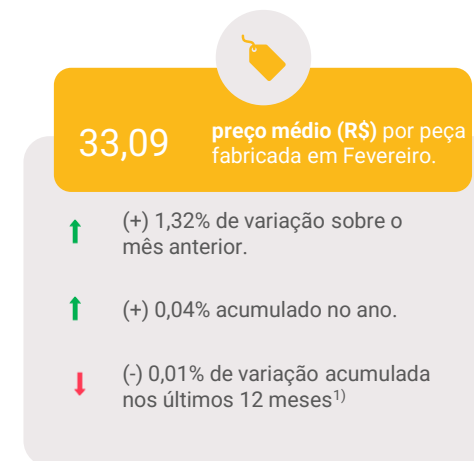 33,09
preço médio (R$) por peça
fabricada em Fevereiro.
(+) 1,32% de variação sobre o
mês anterior.
(+) 0,04% acumulado no ano.
(-) 0,01% de variação acumulada
nos últimos 12 meses1)